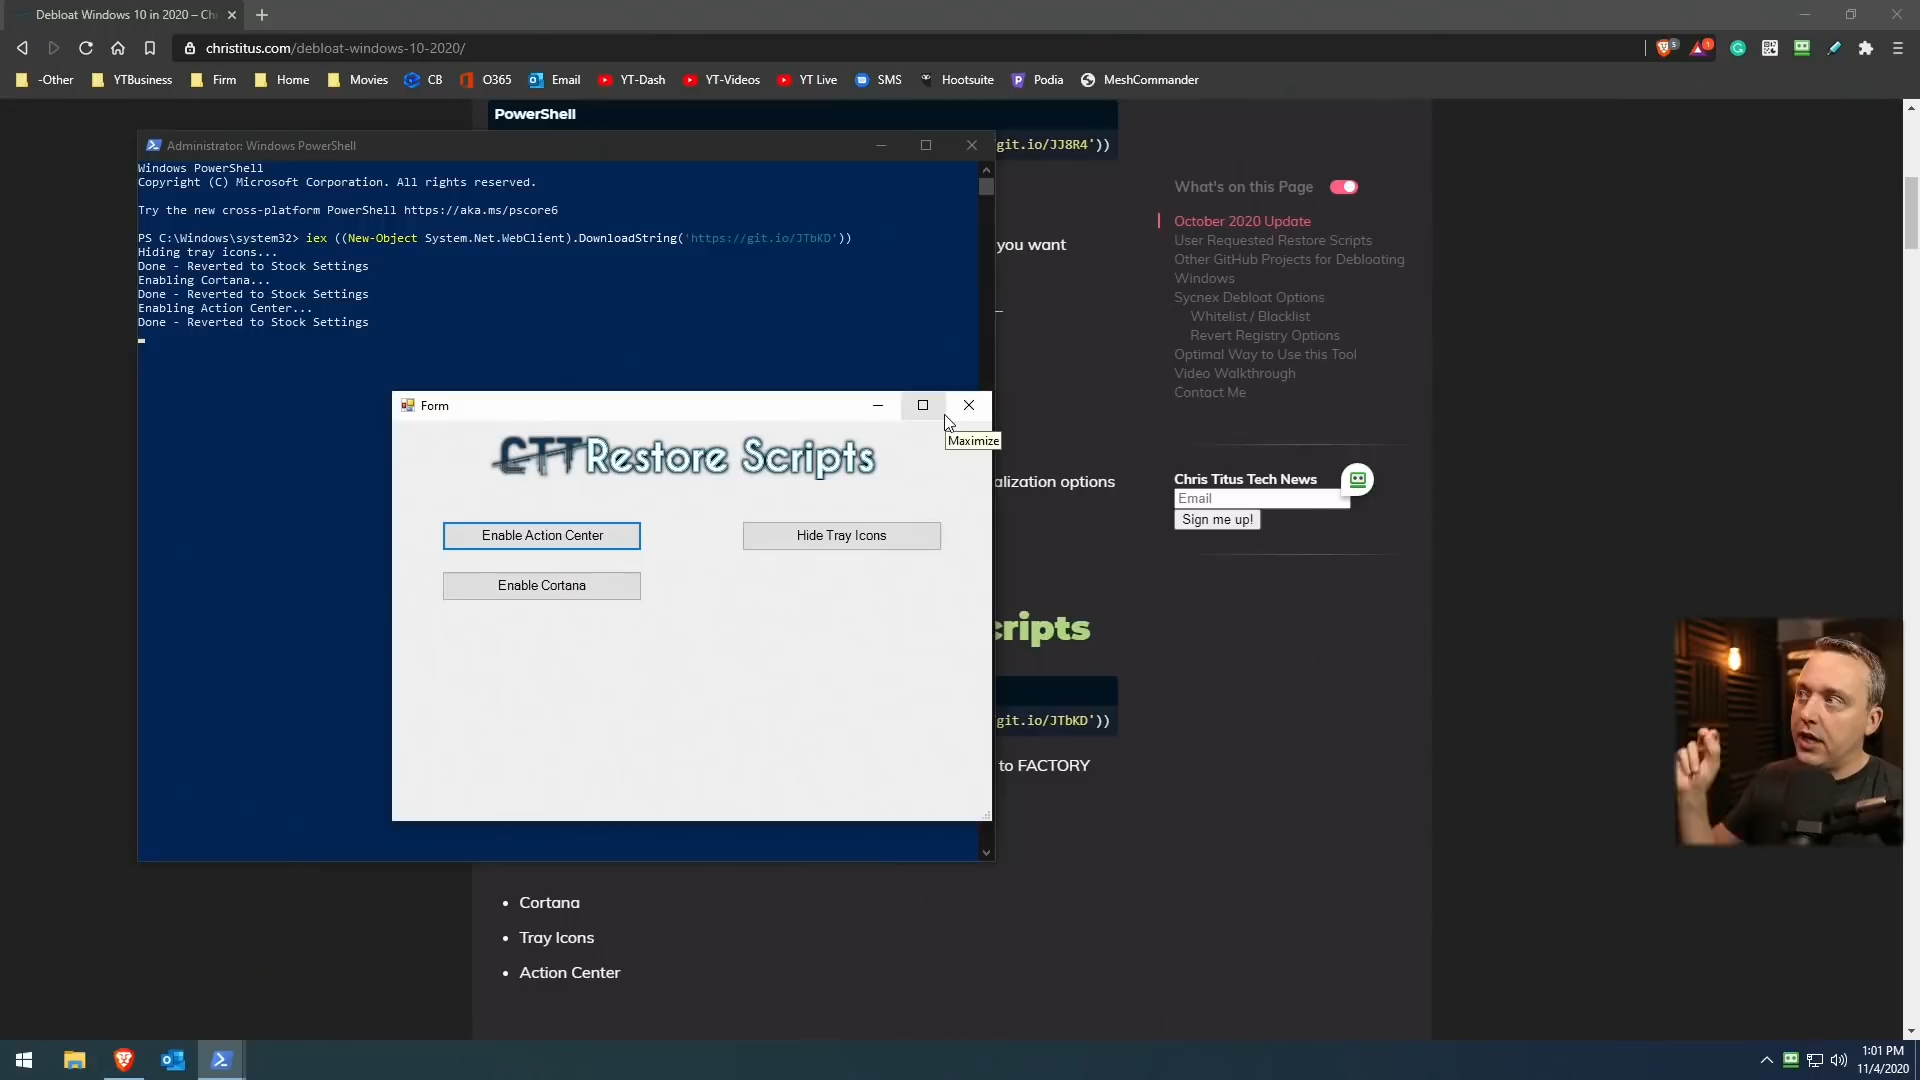 Debloat Windows 10 in 2020 – Ch
christitus.com/debloat-windows-10-2020/
-Other
YTBusiness
Firm
Home
Movies
CB
O365
Email
YT-Dash
YT-Videos
YT Live
SMS
Hootsuite
Podia
MeshCommander
PowerShell
git.io/JJ8R4'))
Administrator: Windows PowerShell
Windows PowerShell
Copyright (C) Microsoft Corporation. All rights reserved.
Try the new cross-platform PowerShell https://aka.ms/pscore6
PS C:\Windows\system32> iex ((New-Object System.Net.WebClient).DownloadString('https://git.io/JTbKD'))
Hiding tray icons...
Done - Reverted to Stock Settings
Enabling Cortana...
Done - Reverted to Stock Settings
Enabling Action Center...
Done - Reverted to Stock Settings
Form
Maximize
CTT Restore Scripts
Enable Action Center
Hide Tray Icons
Enable Cortana
you want
alization options
cripts
git.io/JTbKD'))
to FACTORY
Cortana
Tray Icons
Action Center
What's on this Page
October 2020 Update
User Requested Restore Scripts
Other GitHub Projects for Debloating
Windows
Sycnex Debloat Options
Whitelist / Blacklist
Revert Registry Options
Optimal Way to Use this Tool
Video Walkthrough
Contact Me
Chris Titus Tech News
Email
Sign me up!
1:01 PM
11/4/2020